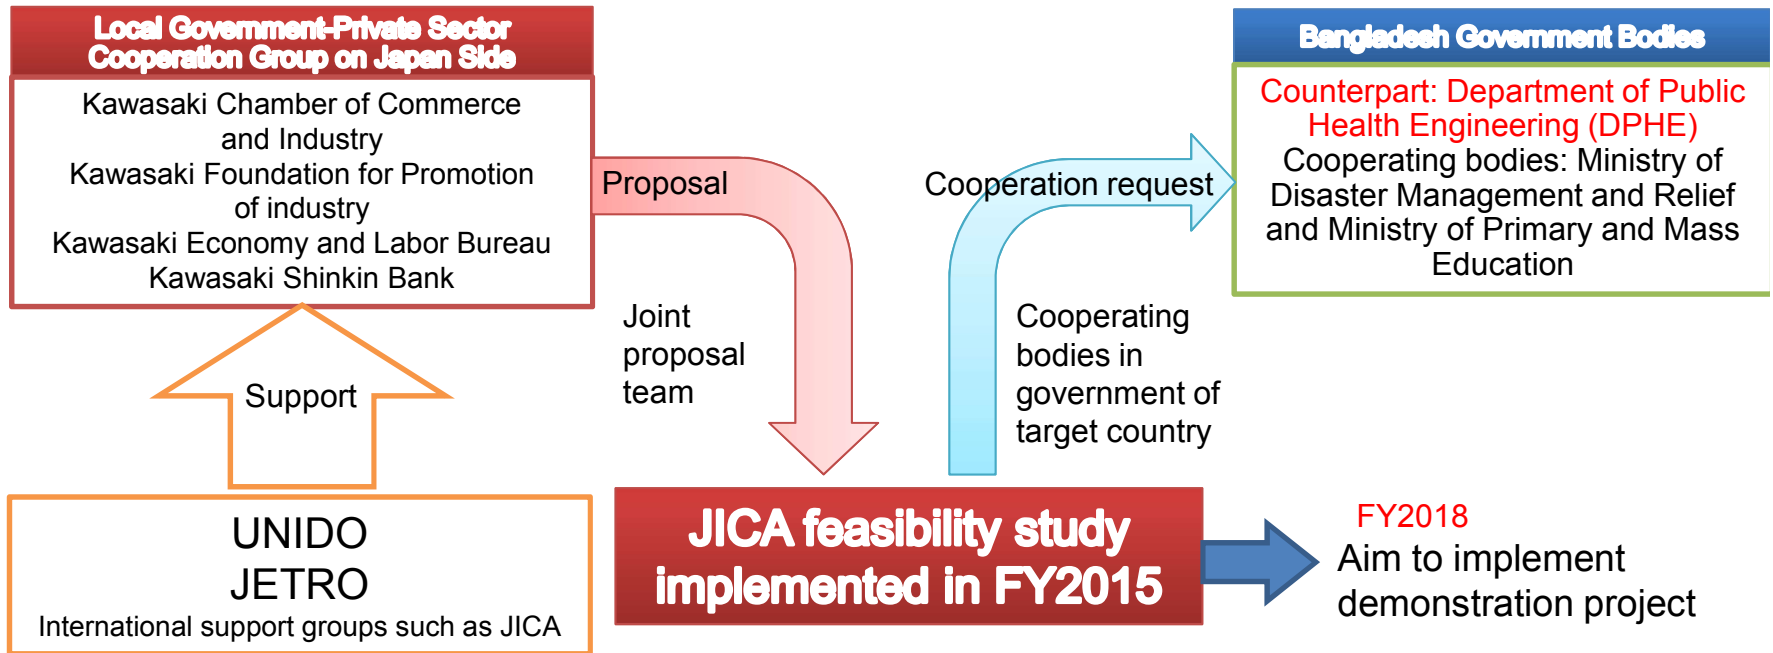 Local Government-Private Sector
Cooperation Group on Japan Side
Kawasaki Chamber of Commerce
and Industry
Kawasaki Foundation for Promotion
of industry
Kawasaki Economy and Labor Bureau
Kawasaki Shinkin Bank
Support
UNIDO
JETRO
International support groups such as JICA
Proposal
Joint
proposal
team
JICA feasibility study
implemented in FY2015
Cooperation request
Cooperating
bodies in
government of
target country
Bangladesh Government Bodies
Counterpart: Department of Public
Health Engineering (DPHE)
Cooperating bodies: Ministry of
Disaster Management and Relief
and Ministry of Primary and Mass
Education
FY2018
Aim to implement
demonstration project